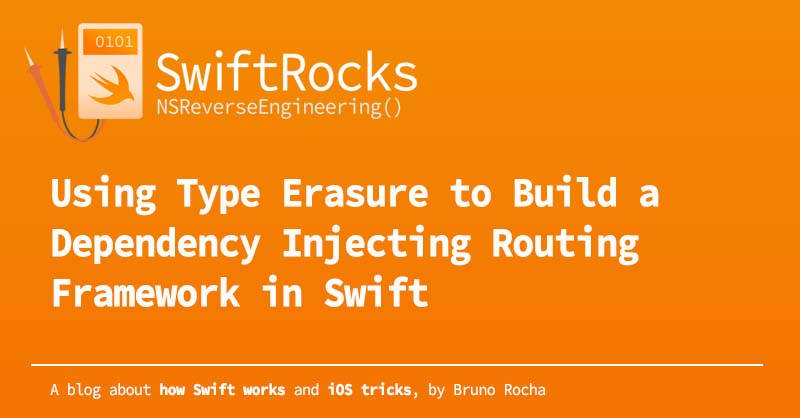 0101
SwiftRocks
NSReverseEngineering()
Using Type Erasure to Build a
Dependency Injecting Routing
Framework in Swift
A blog about how Swift works and iOS tricks, by Bruno Rocha